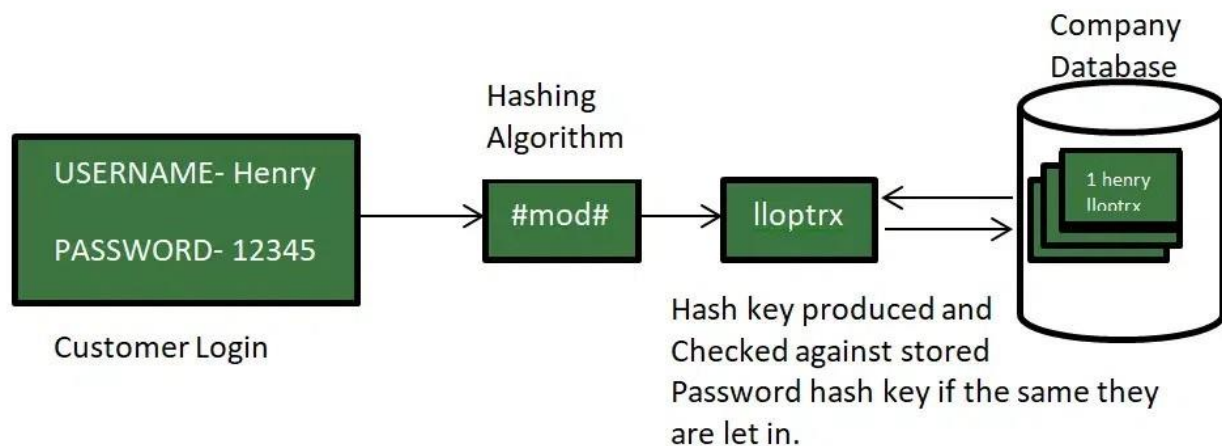 Company
Database
Hashing
Algorithm
USERNAME- Henry
PASSWORD- 12345
#mod#
lloptrx
1 henry
lloptrx
Customer Login
Hash key produced and
Checked against stored
Password hash key if the same they
are let in.